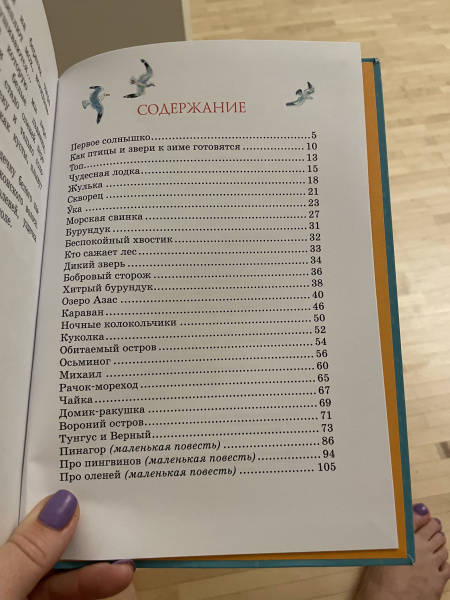 СОДЕРЖАНИЕ
Первое солнышко 5
Как птицы и звери к зиме готовятся 10
Топ 13
Чудесная лодка 15
Жулька 18
Скворец 21
Ука 23
Морская свинка 27
Бурундук 31
Беспокойный хвостик 32
Кто сажает лес 33
Дикий зверь 34
Бобровый сторож 36
Хитрый бурундук 38
Озеро Азас 40
Караван 46
Ночные колокольчики 50
Куколка 52
Обитаемый остров 54
Осьминог 56
Михаил 60
Рачок-мореход 65
Чайка 67
Домик-ракушка 69
Вороний остров 71
Тунгус и Верный 73
Пинагор (маленькая повесть) 86
Про пингвинов (маленькая повесть) 94
Про оленей (маленькая повесть) 105